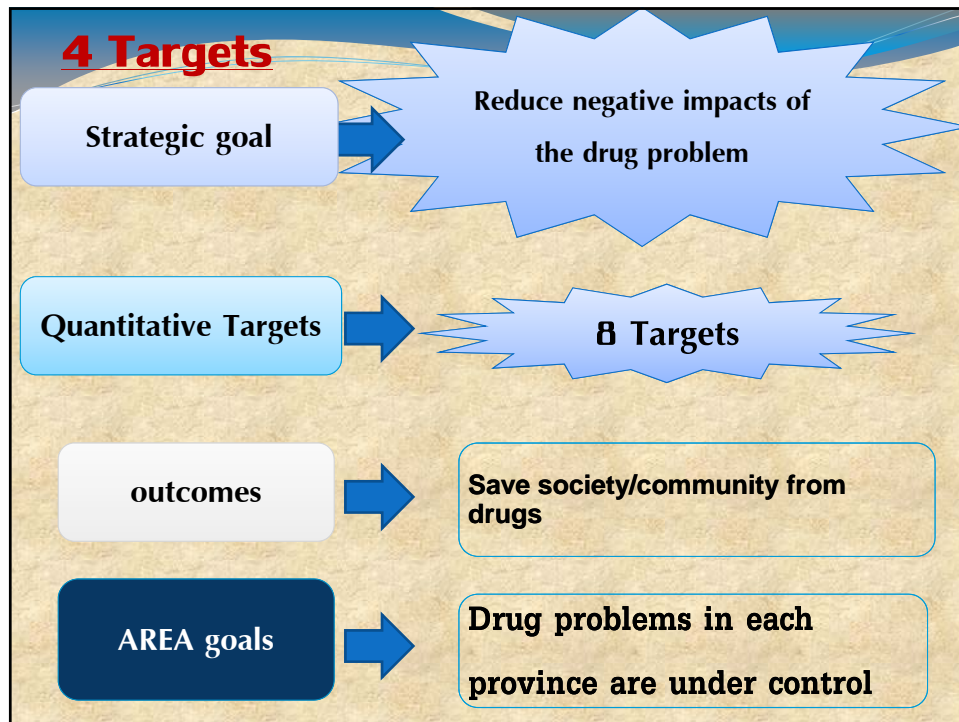 4 Targets
Strategic goal
Reduce negative impacts of
the drug problem
Quantitative Targets
8 Targets
outcomes
Save society/community from
drugs
AREA goals
Drug problems in each
province are under control